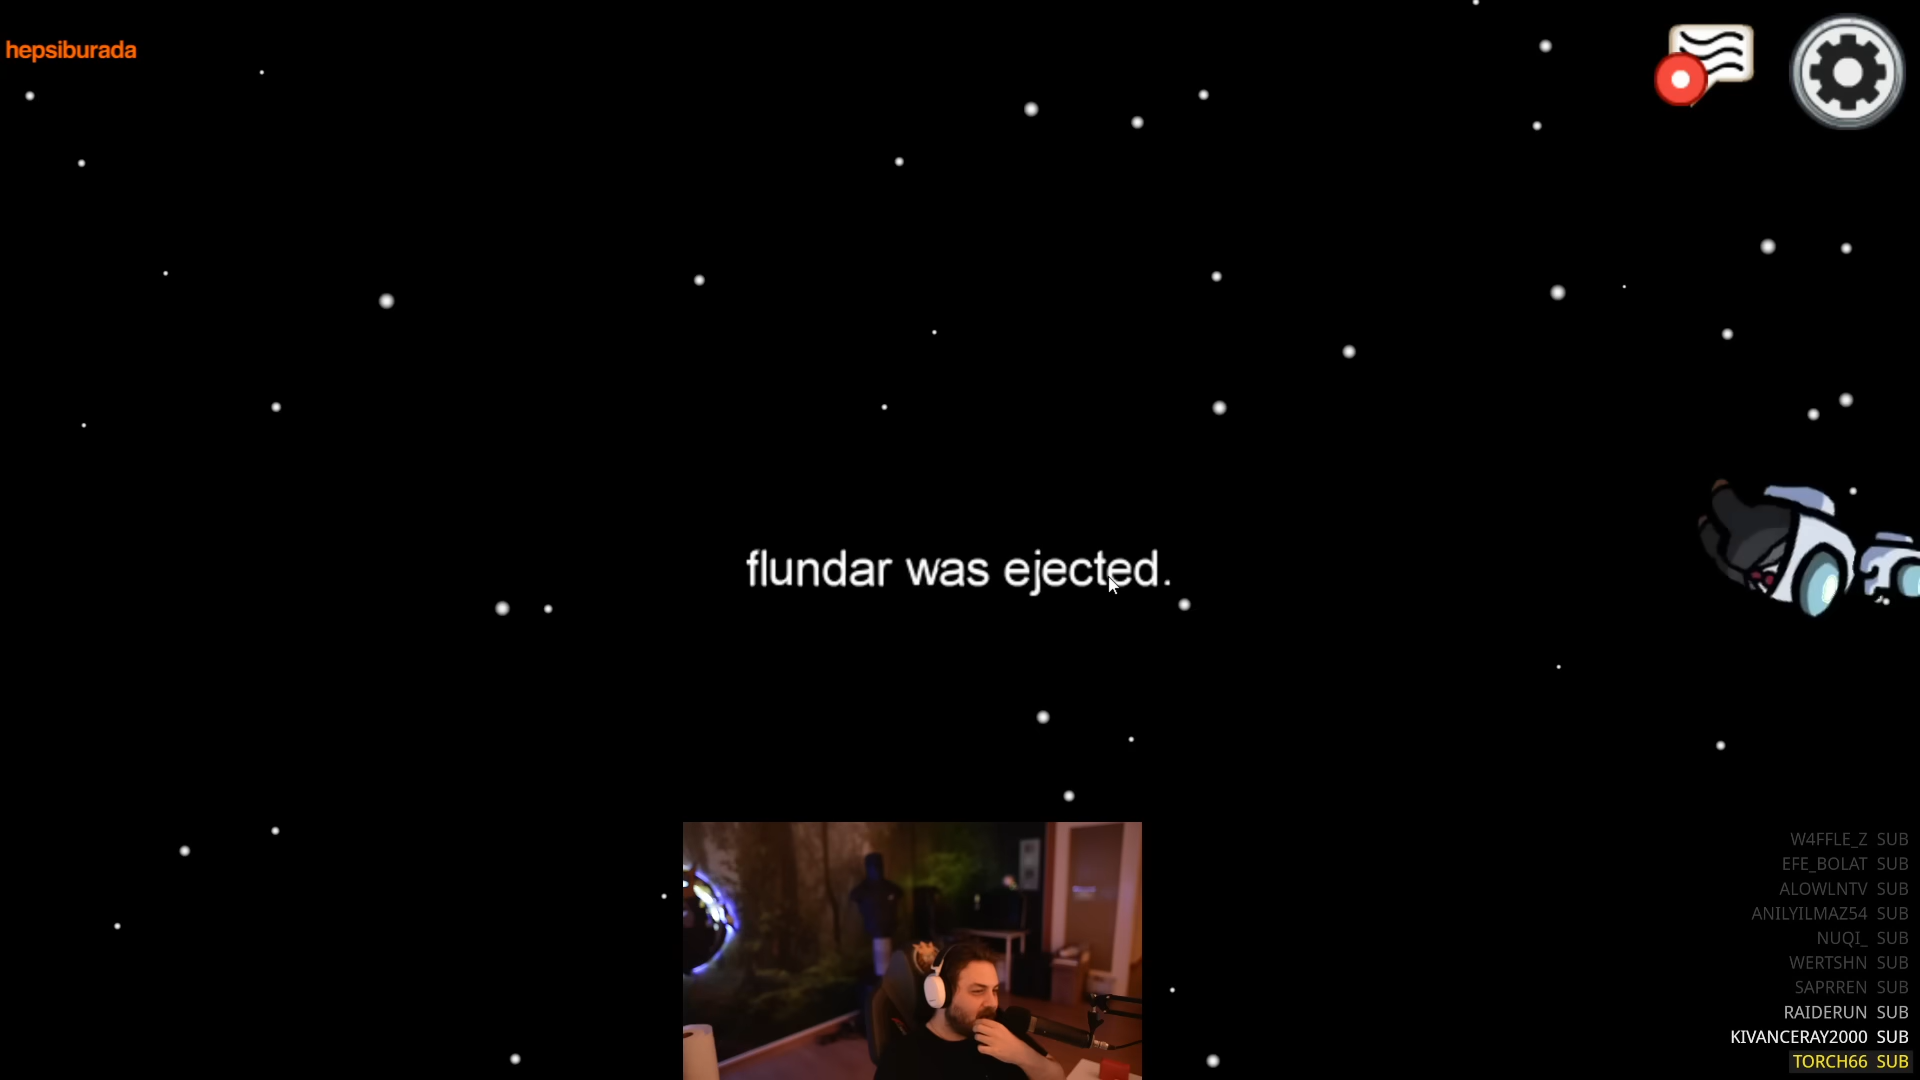 hepsiburada
flundar was ejected.
W4FFLE_Z SUB
EFE_BOLAT SUB
ALOWLNTV SUB
ANILYILMAZ54 SUB
NUQI_ SUB
WERTSHN SUB
SAPRREN SUB
RAIDERUN SUB
KIVANCERAY2000 SUB
TORCH66 SUB